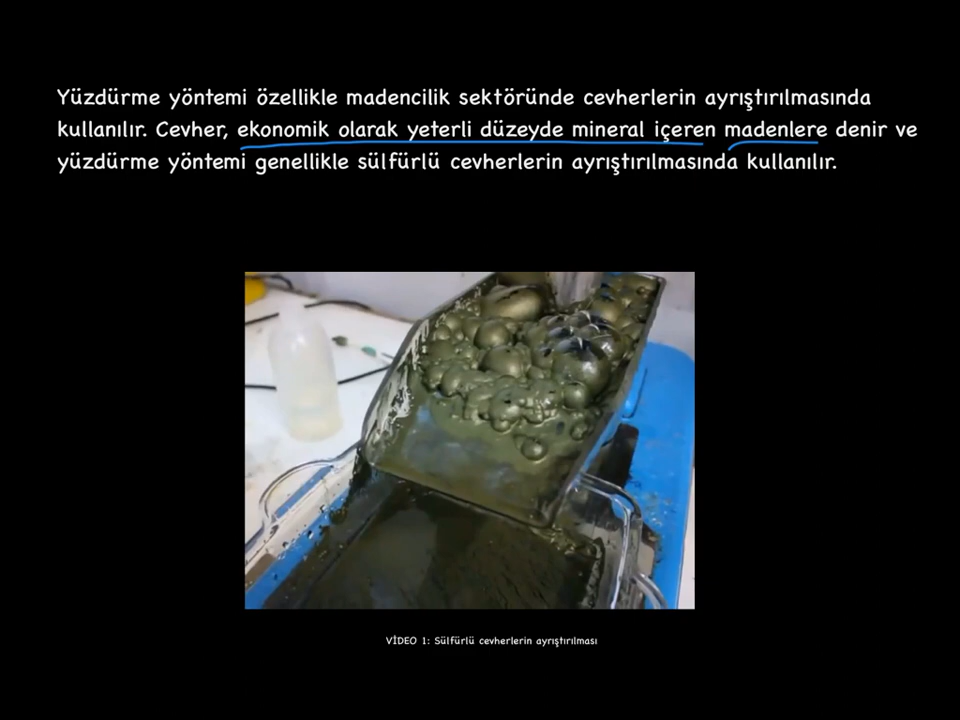 Yüzdürme yöntemi özellikle madencilik sektöründe cevherlerin ayrıştırılmasında
kullanılır. Cevher, ekonomik olarak yeterli düzeyde mineral içeren madenlere denir ve
yüzdürme yöntemi genellikle sülfürlü cevherlerin ayrıştırılmasında kullanılır.
VİDEO 1: Sülfürlü cevherlerin ayrıştırılması